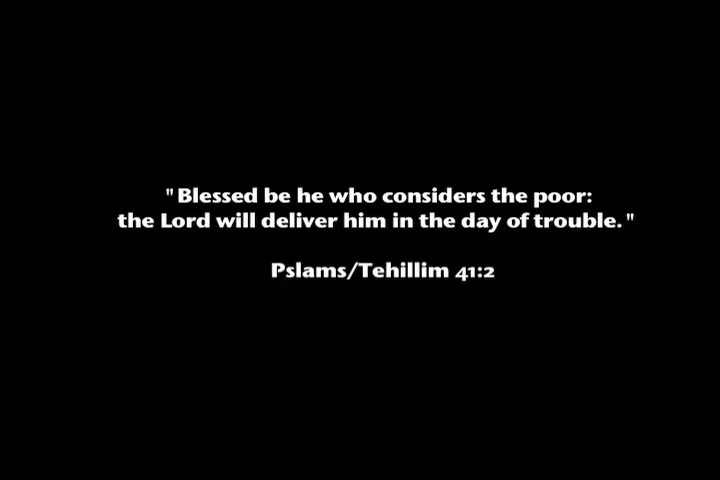 "Blessed be he who considers the poor:
the Lord will deliver him in the day of trouble."
Pslams/Tehillim 41:2